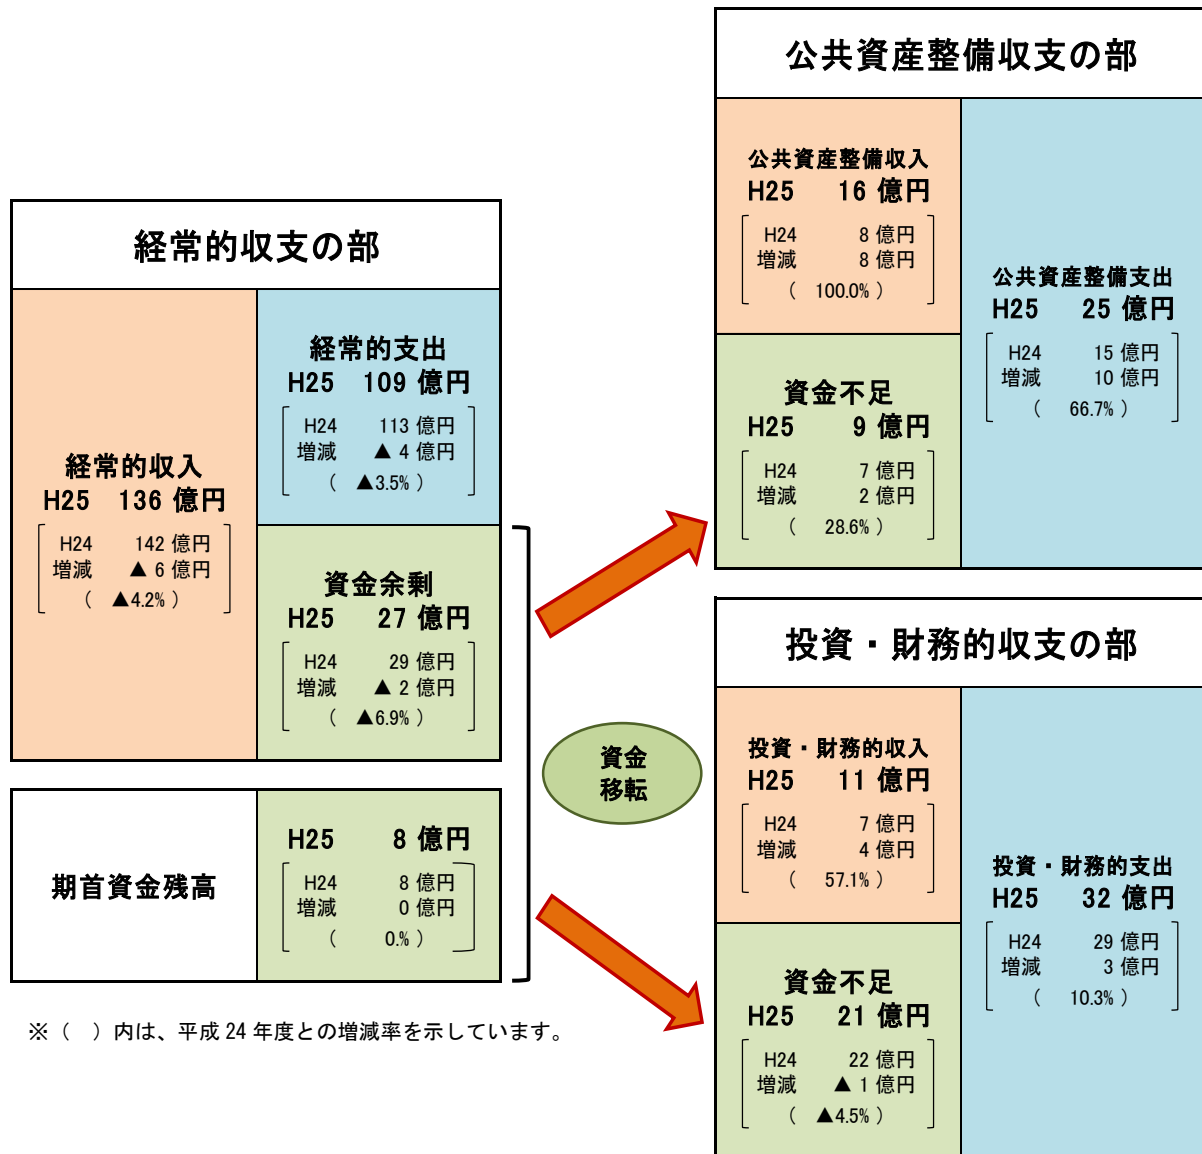 経常的収支の部
経常的収入
H25 136 億円
H24 142 億円
増減 ▲ 6 億円
( ▲4.2% )
経常的支出
H25 109 億円
H24 113 億円
増減 ▲ 4 億円
( ▲3.5% )
資金余剰
H25 27 億円
H24 29 億円
増減 ▲ 2 億円
( ▲6.9% )
期首資金残高
H25 8 億円
H24 8 億円
増減 0 億円
( 0.% )
※( )内は、平成 24 年度との増減率を示しています。
資金
移転
公共資産整備収支の部
公共資産整備収入
H25 16 億円
H24 8 億円
増減 8 億円
( 100.0% )
資金不足
H25 9 億円
H24 7 億円
増減 2 億円
( 28.6% )
公共資産整備支出
H25 25 億円
H24 15 億円
増減 10 億円
( 66.7% )
投資・財務的収支の部
投資・財務的収入
H25 11 億円
H24 7 億円
増減 4 億円
( 57.1% )
資金不足
H25 21 億円
H24 22 億円
増減 ▲ 1 億円
( ▲4.5% )
投資・財務的支出
H25 32 億円
H24 29 億円
増減 3 億円
( 10.3% )